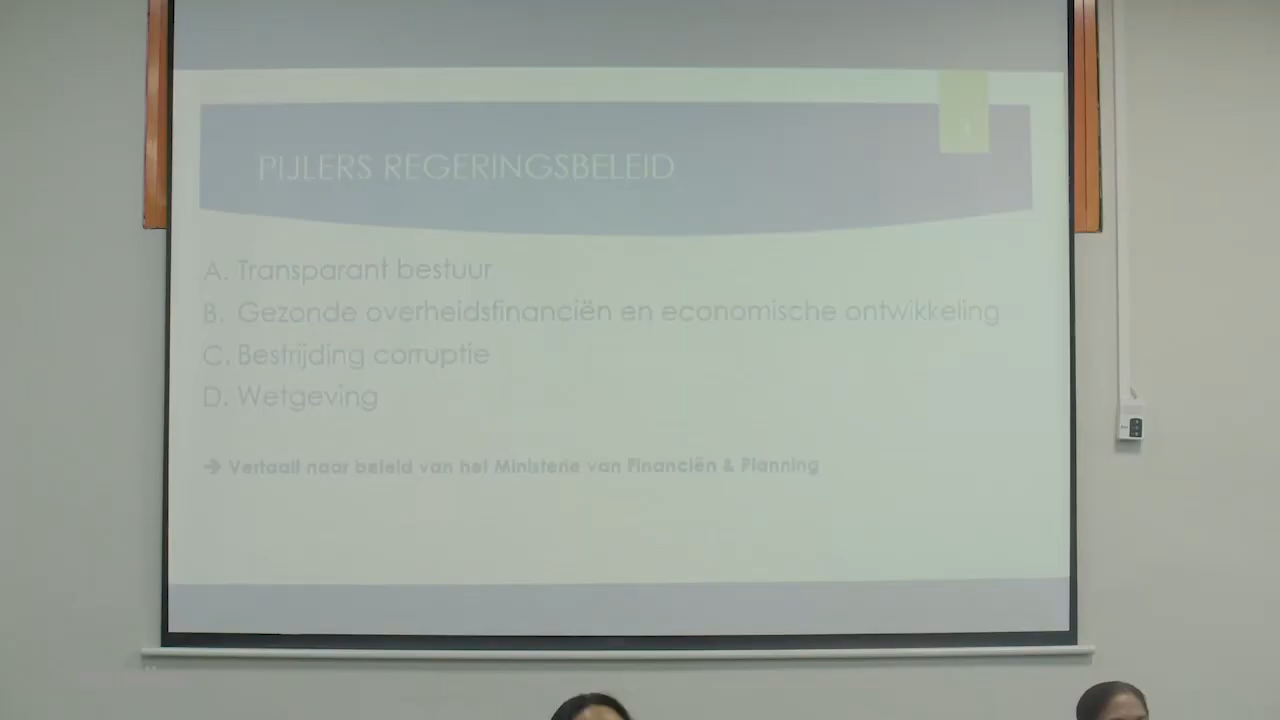 PIJLERS REGERINGSBELEID
A. Transparant bestuur
B. Gezonde overheidsfinanciën en economische ontwikkeling
C. Bestrijding corruptie
D. Wetgeving
➔ Vertaalt naar beleid van het Ministerie van Financiën & Planning